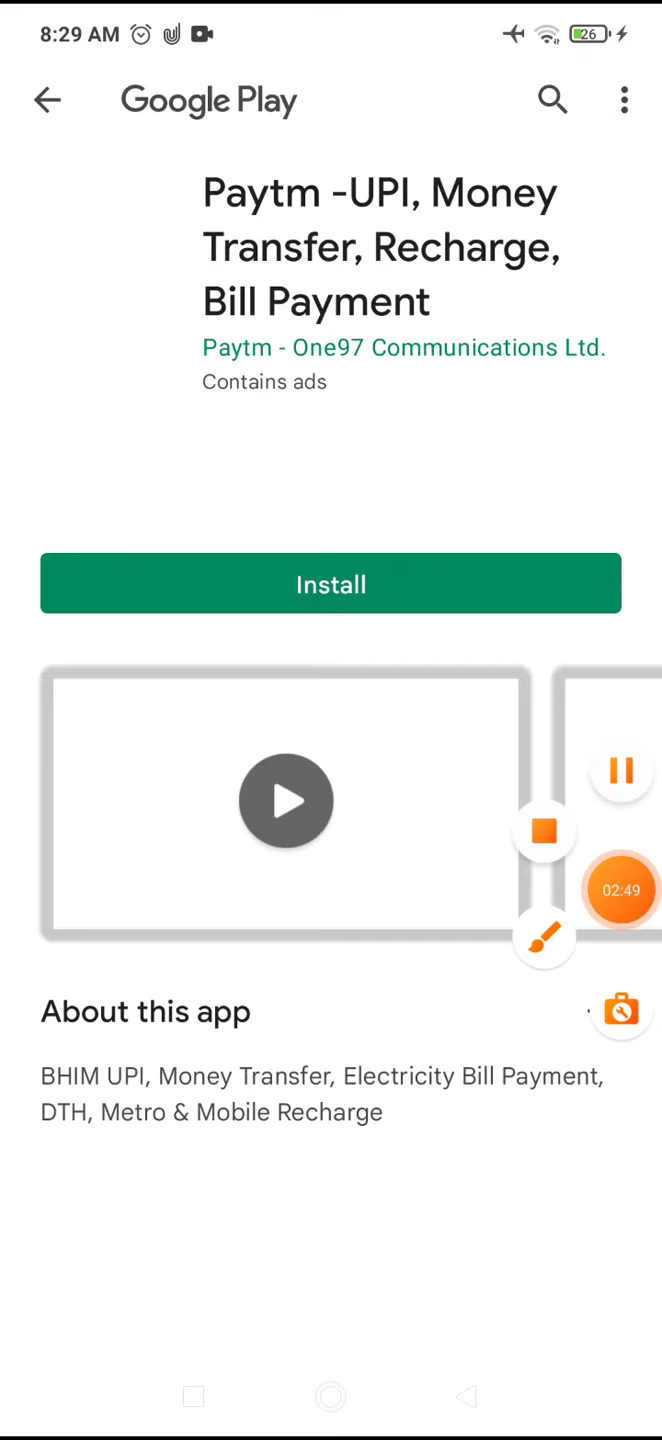 8:29 AM
26
Google Play
Paytm -UPI, Money
Transfer, Recharge,
Bill Payment
Paytm - One97 Communications Ltd.
Contains ads
Install
02:49
About this app
BHIM UPI, Money Transfer, Electricity Bill Payment,
DTH, Metro & Mobile Recharge